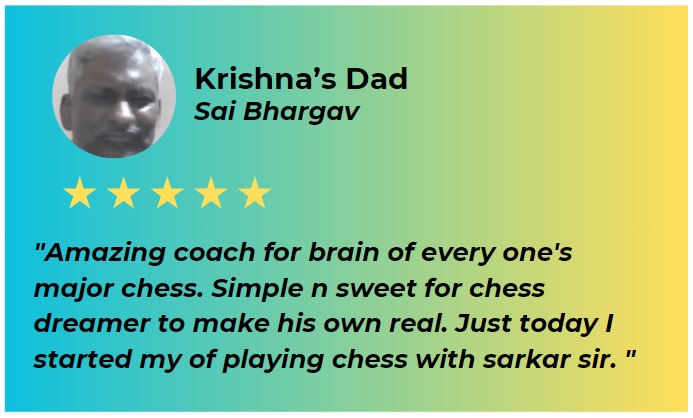 Krishna’s Dad
Sai Bhargav
"Amazing coach for brain of every one's
major chess. Simple n sweet for chess
dreamer to make his own real. Just today I
started my of playing chess with sarkar sir. "